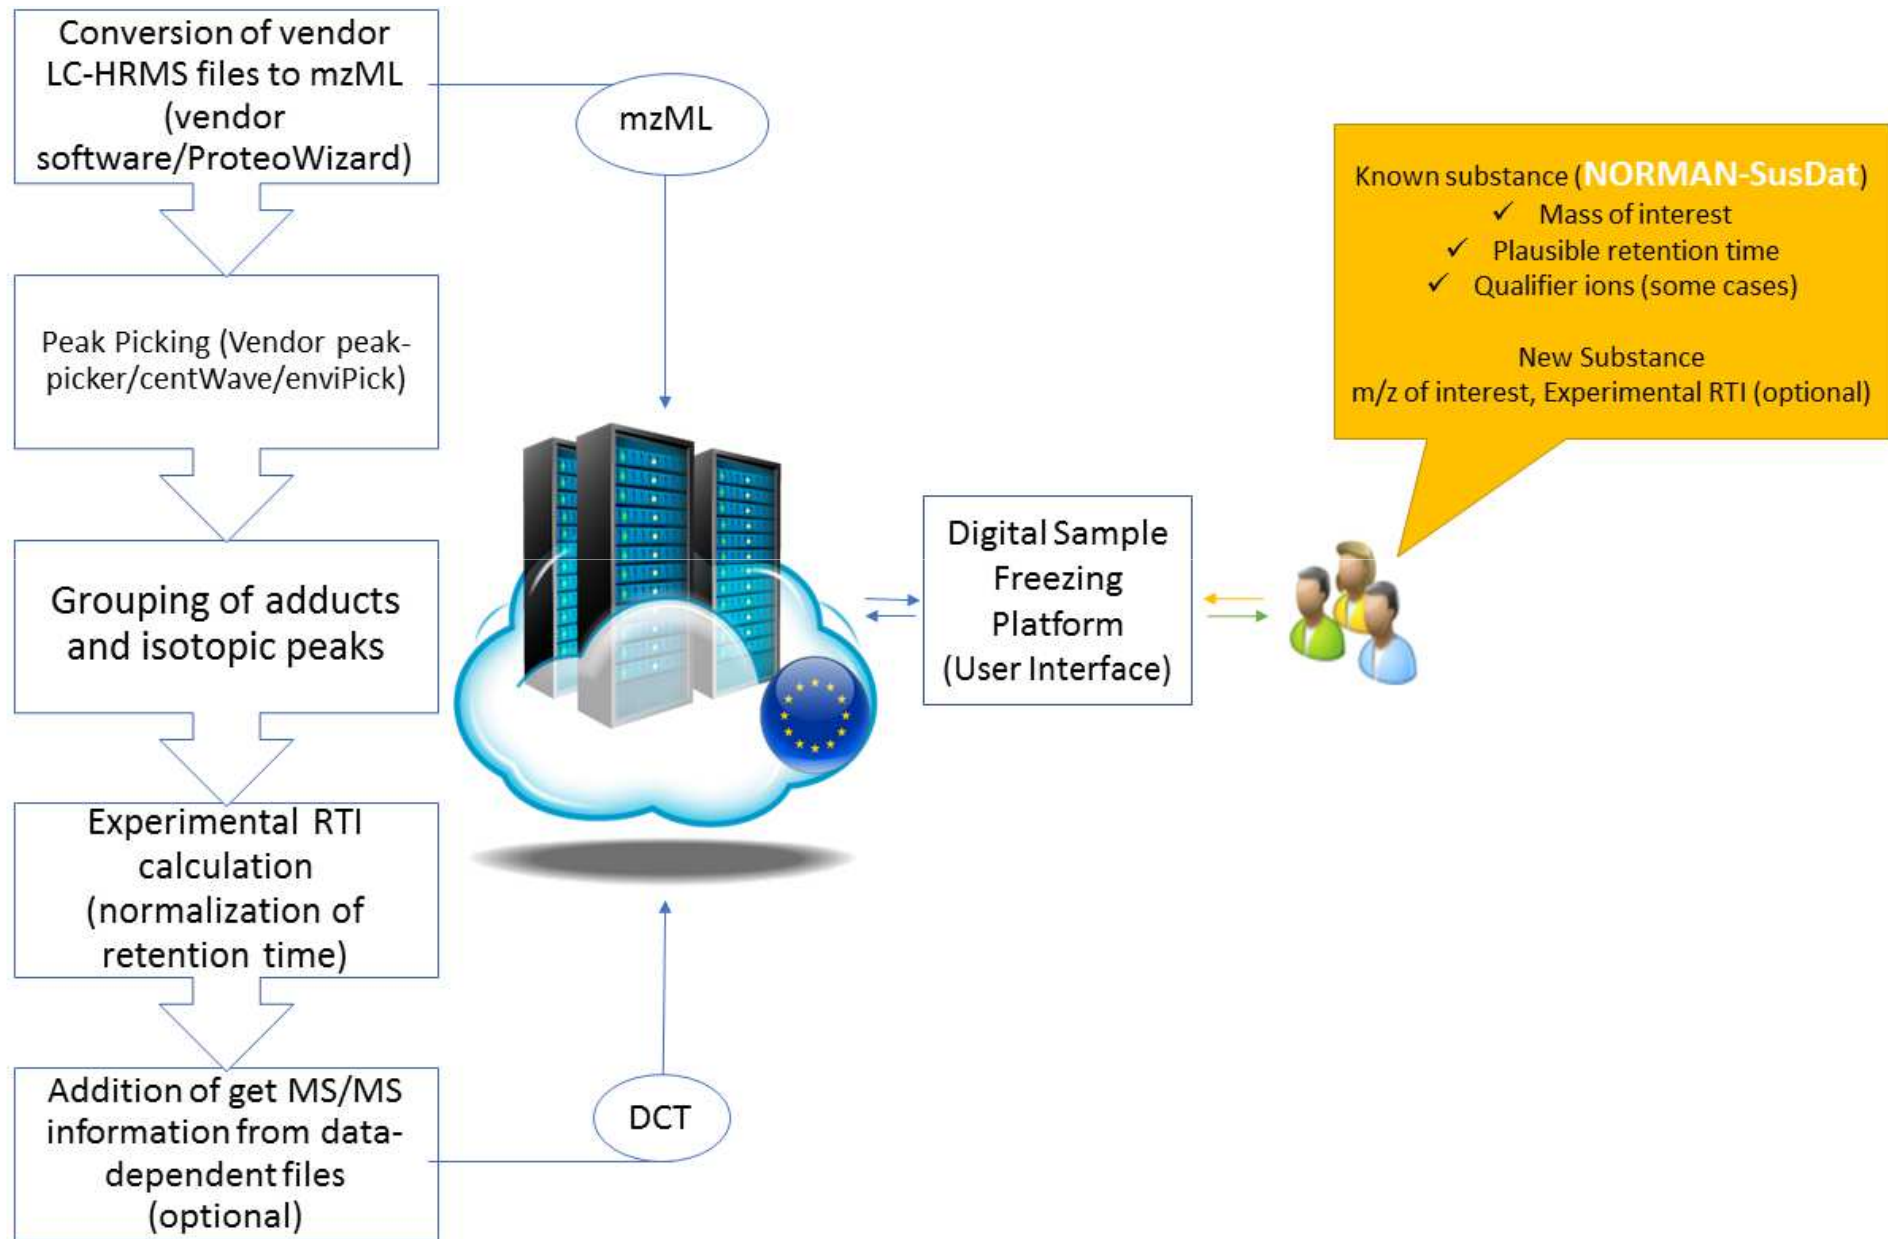 Conversion of vendor
LC-HRMS files to mzML
(vendor
software/ProteoWizard)
mzML
Peak Picking (Vendor peak-
picker/centWave/enviPick)
Grouping of adducts
and isotopic peaks
Experimental RTI
calculation
(normalization of
retention time)
Addition of get MS/MS
information from data-
dependent files
(optional)
DCT
Digital Sample
Freezing
Platform
(User Interface)
Known substance (NORMAN-SusDat)
✓ Mass of interest
✓ Plausible retention time
✓ Qualifier ions (some cases)
New Substance
m/z of interest, Experimental RTI (optional)